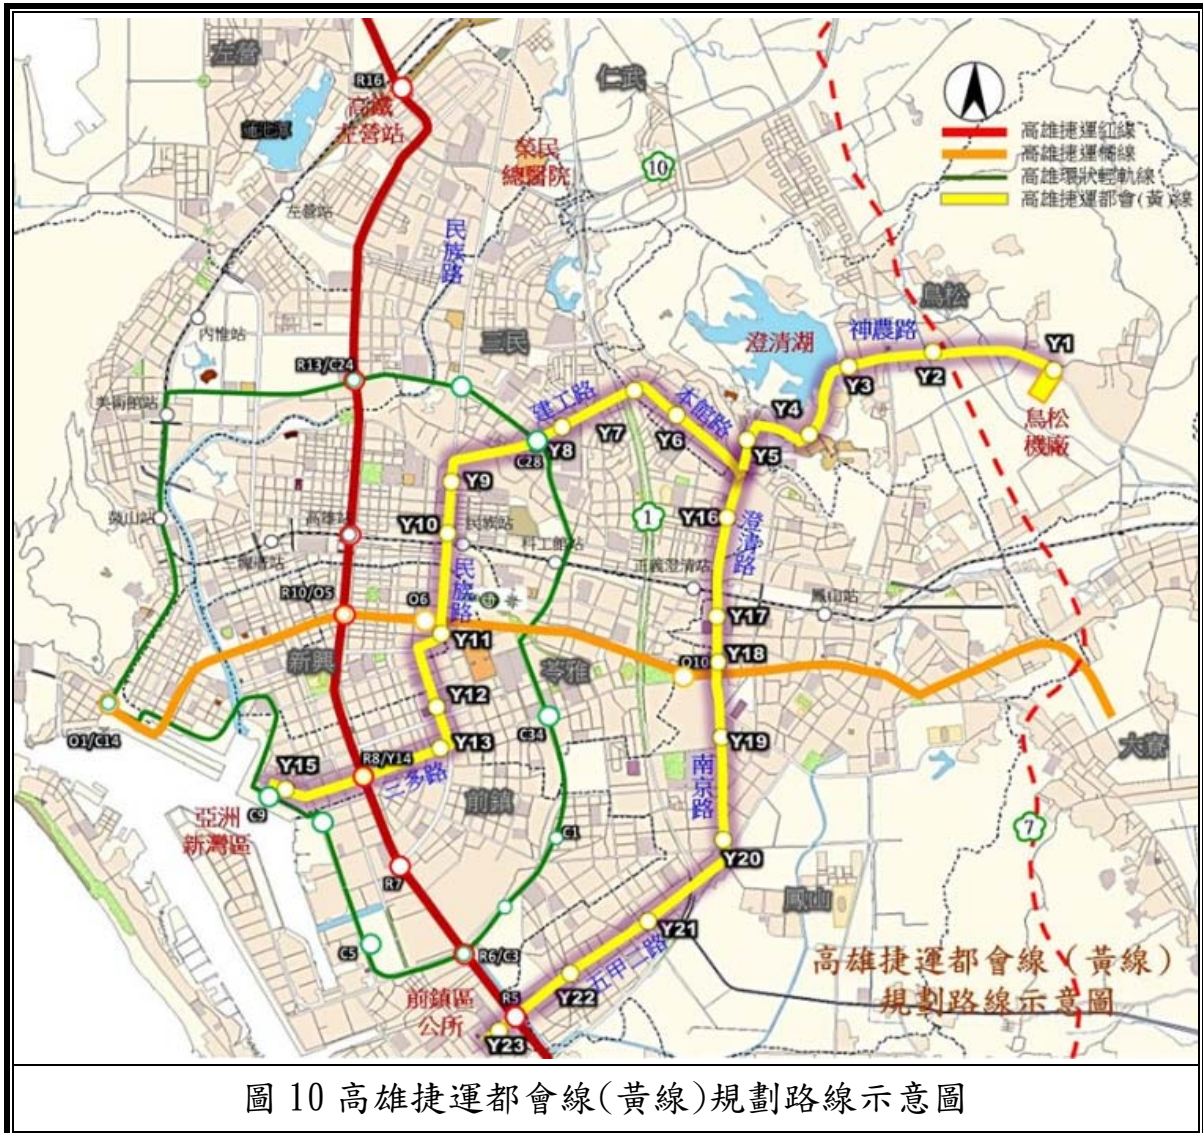 左營
R16
高鐵
左營站
蓮池潭
仁武
榮民
總醫院
10
高雄捷運紅線
高雄捷運橘線
高雄環狀輕軌線
高雄捷運都會(黃)線
左營站
民族路
內惟站
三民
澄清湖
神農路
鳥松
Y1
Y2
Y3
R13/C24
美術館站
建工路
本館路
Y4
鳥松
機廠
Y7
Y6
Y5
Y8
C28
Y9
Y10
Y16
1
澄清路
高雄站
民族站
科工館站
三塊厝站
正義澄清站
鳳山站
民族路
R10/O5
O6
Y11
Y17
Y18
O10
新興
苓雅
Y12
O1/C14
C34
Y13
Y19
大寮
R8/Y14
Y15
三多路
南京路
前鎮
C9
亞洲
新灣區
C1
7
Y20
R7
鳳山
Y21
C5
R6/C3
五甲二路
Y22
前鎮區
公所
R5
Y23
高雄捷運都會線（黃線）
規劃路線示意圖
圖 10 高雄捷運都會線(黃線)規劃路線示意圖